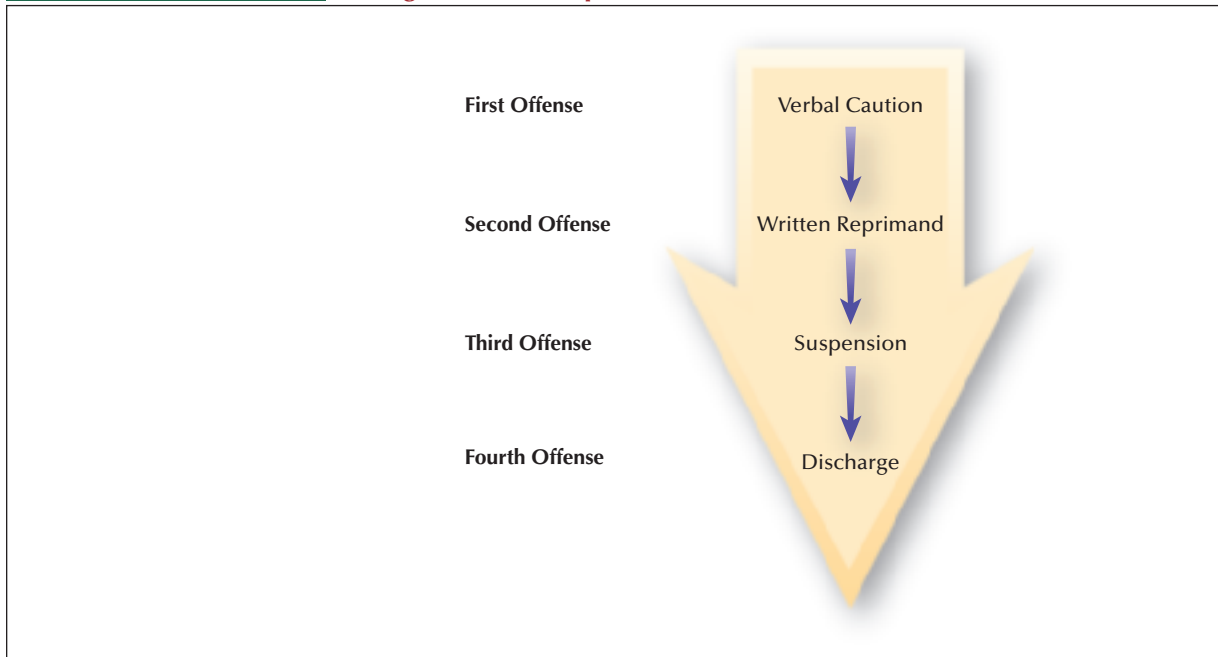 First Offense Verbal Caution
Second Offense Written Reprimand
Third Offense Suspension
Fourth Offense Discharge